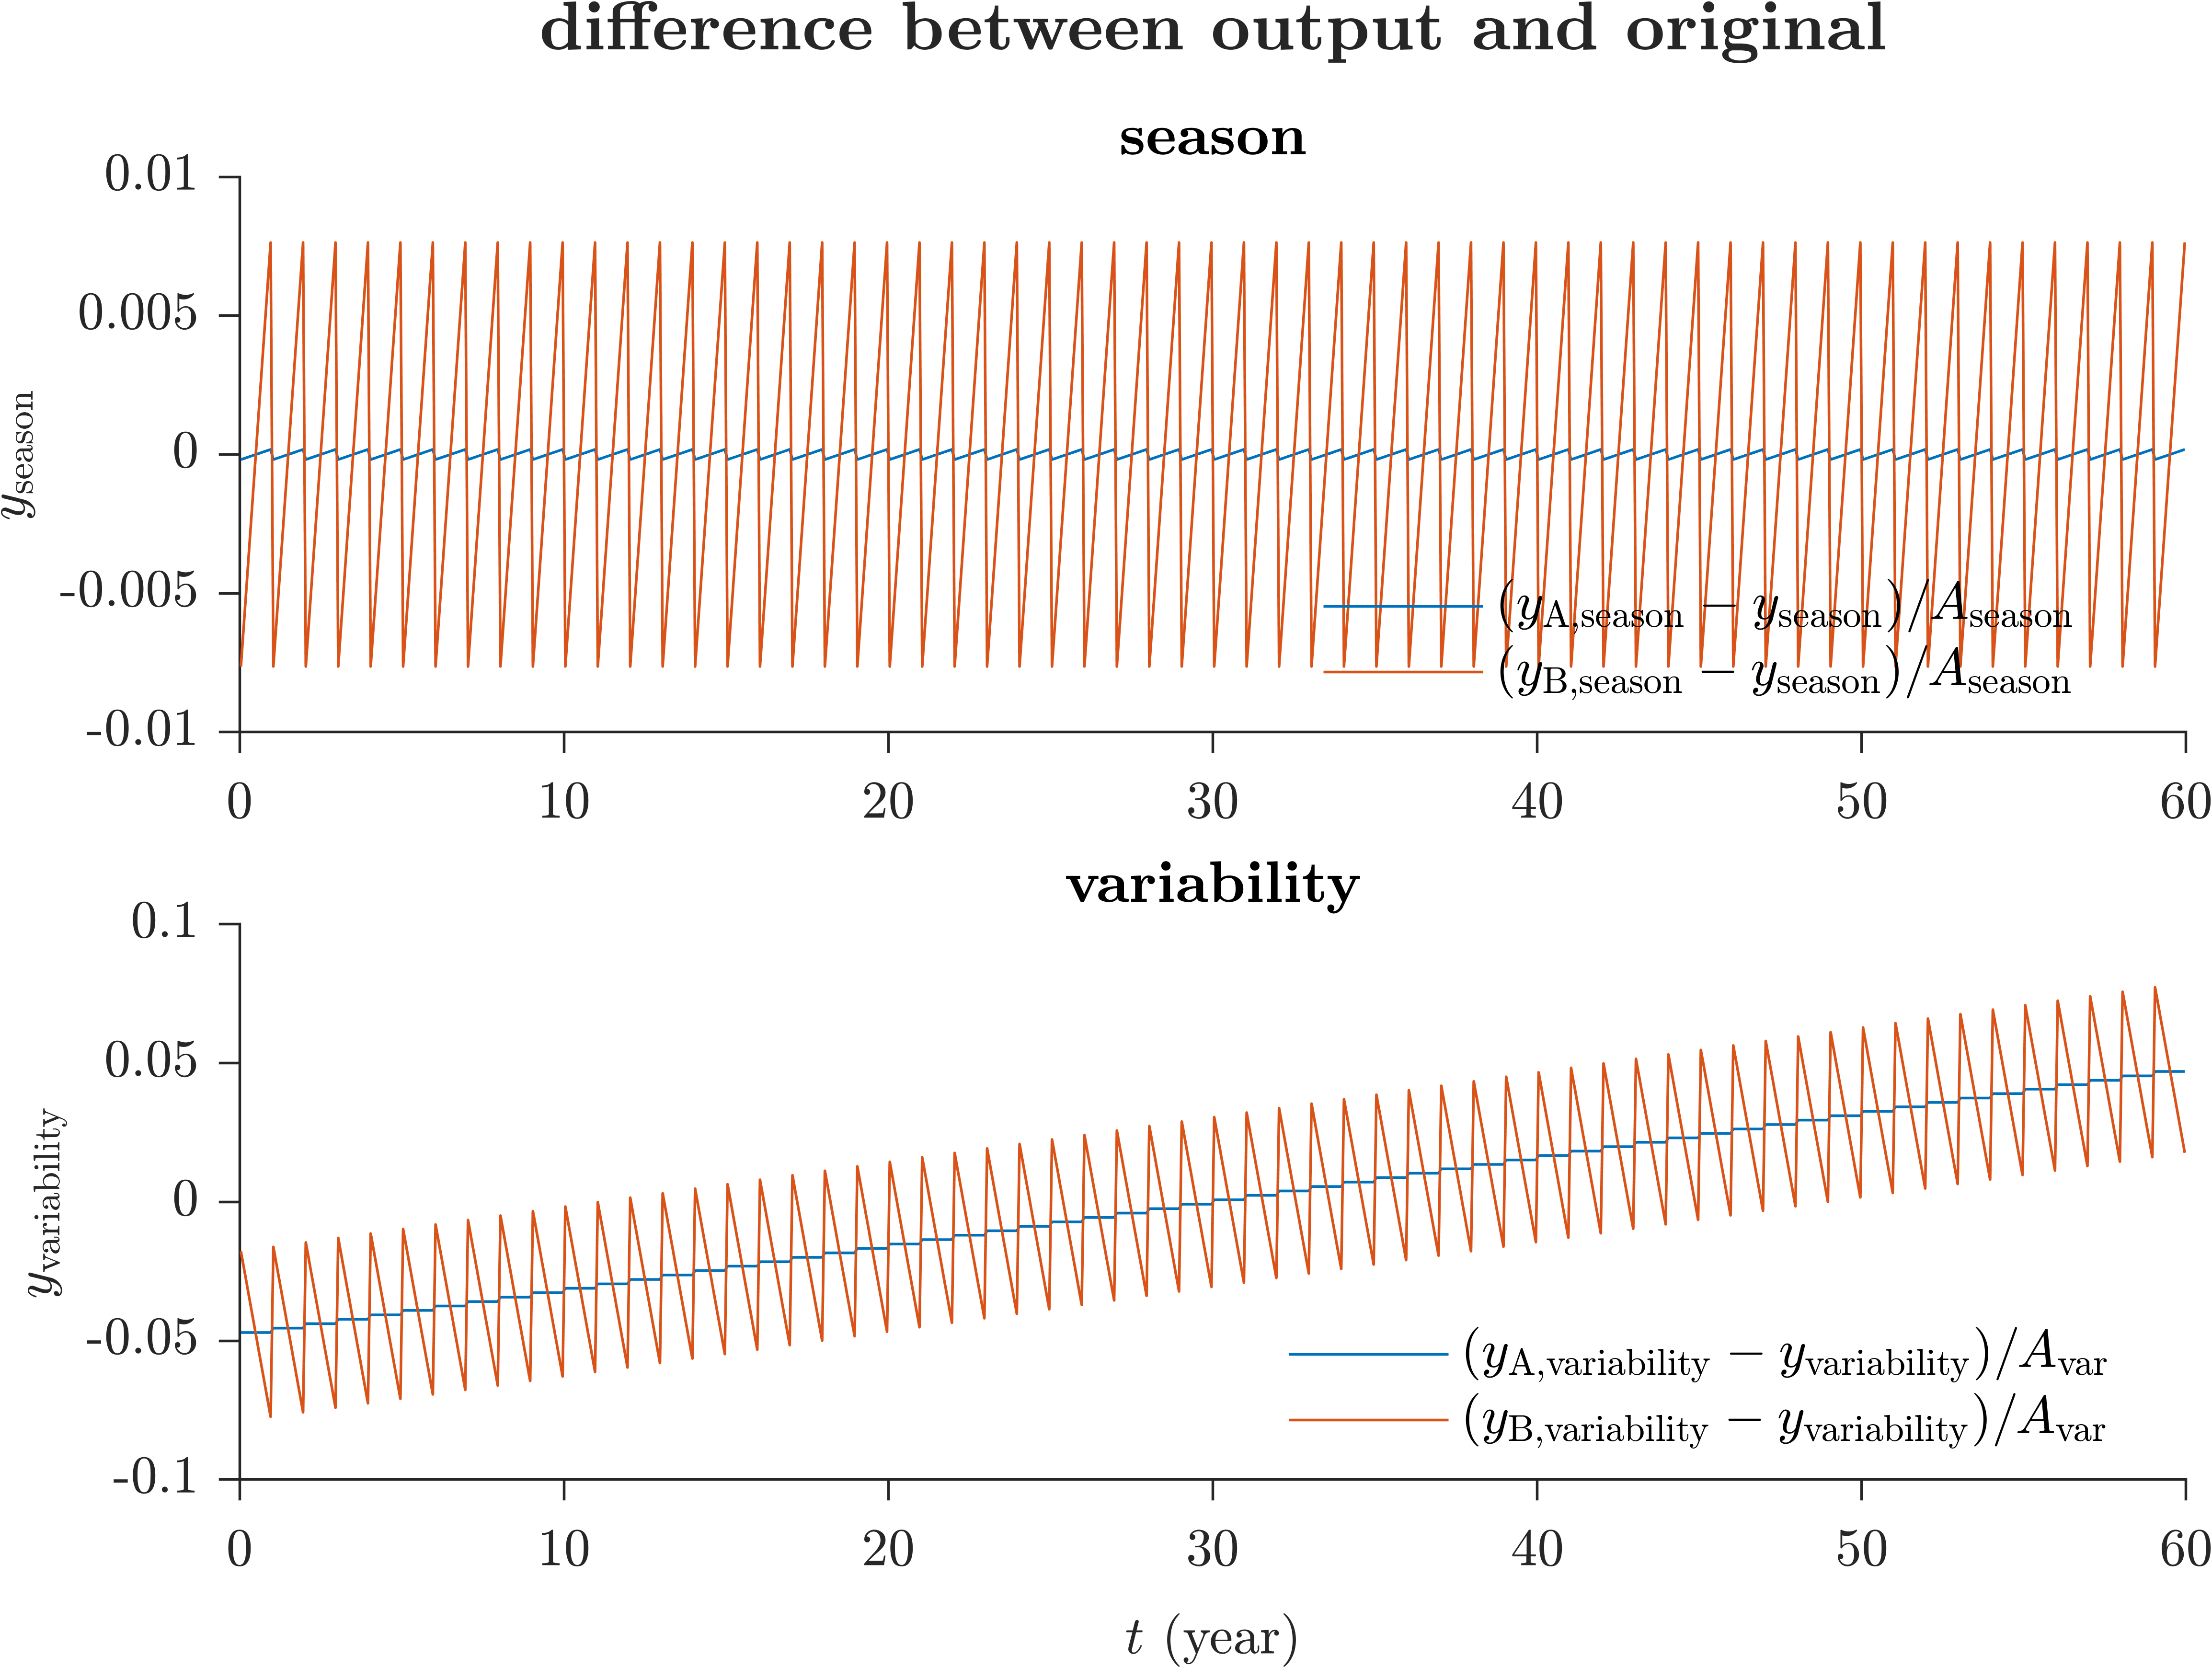 difference between output and original
season
0.01
0.005
0
-0.005
-0.01
y_season
(y_A,season − y_season)/A_season
(y_B,season − y_season)/A_season
0 10 20 30 40 50 60
variability
0.1
0.05
0
-0.05
-0.1
y_variability
(y_A,variability − y_variability)/A_var
(y_B,variability − y_variability)/A_var
0 10 20 30 40 50 60
t (year)